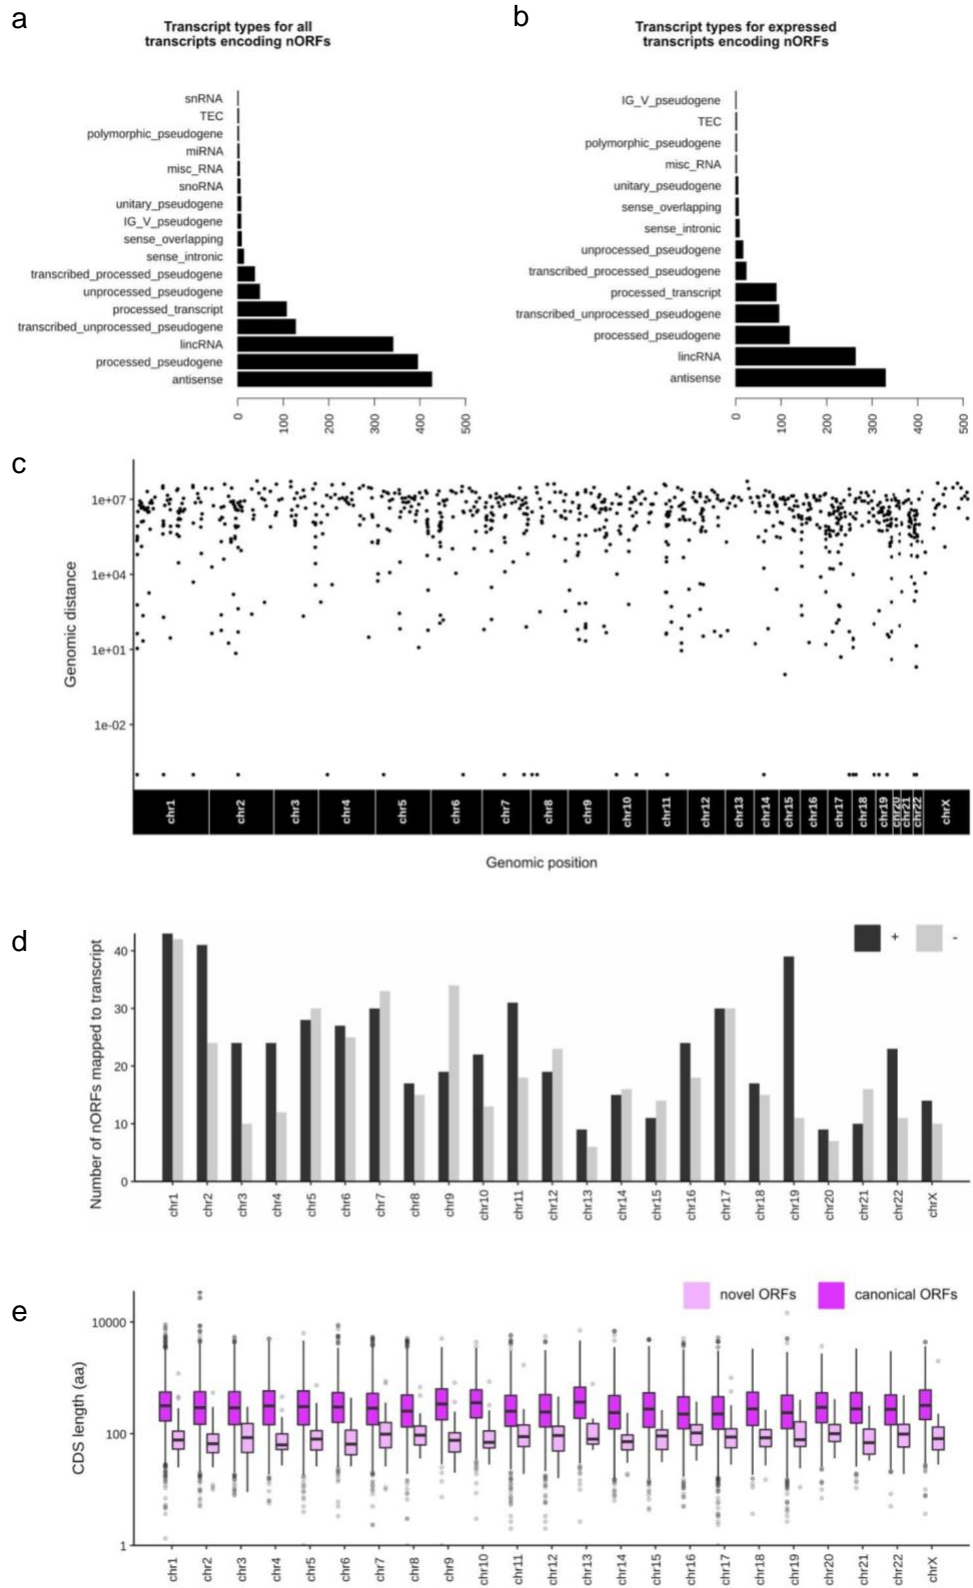 a
Transcript types for all
transcripts encoding nORFs
snRNA
TEC
polymorphic_pseudogene
miRNA
misc_RNA
snoRNA
unitary_pseudogene
IG_V_pseudogene
sense_overlapping
sense_intronic
transcribed_processed_pseudogene
unprocessed_pseudogene
processed_transcript
transcribed_unprocessed_pseudogene
lincRNA
processed_pseudogene
antisense
0 100 200 300 400 500
b
Transcript types for expressed
transcripts encoding nORFs
IG_V_pseudogene
TEC
polymorphic_pseudogene
misc_RNA
unitary_pseudogene
sense_overlapping
sense_intronic
unprocessed_pseudogene
transcribed_processed_pseudogene
processed_transcript
transcribed_unprocessed_pseudogene
processed_pseudogene
lincRNA
antisense
0 100 200 300 400 500
c
Genomic distance
1e+07
1e+04
1e+01
1e-02
chr1 chr2 chr3 chr4 chr5 chr6 chr7 chr8 chr9 chr10 chr11 chr12 chr13 chr14 chr15 chr16 chr17 chr18 chr19 chr20 chr21 chr22 chrX
Genomic position
d
+ -
Number of nORFs mapped to transcript
40
30
20
10
0
chr1 chr2 chr3 chr4 chr5 chr6 chr7 chr8 chr9 chr10 chr11 chr12 chr13 chr14 chr15 chr16 chr17 chr18 chr19 chr20 chr21 chr22 chrX
e
novel ORFs canonical ORFs
CDS length (aa)
10000
100
1
chr1 chr2 chr3 chr4 chr5 chr6 chr7 chr8 chr9 chr10 chr11 chr12 chr13 chr14 chr15 chr16 chr17 chr18 chr19 chr20 chr21 chr22 chrX